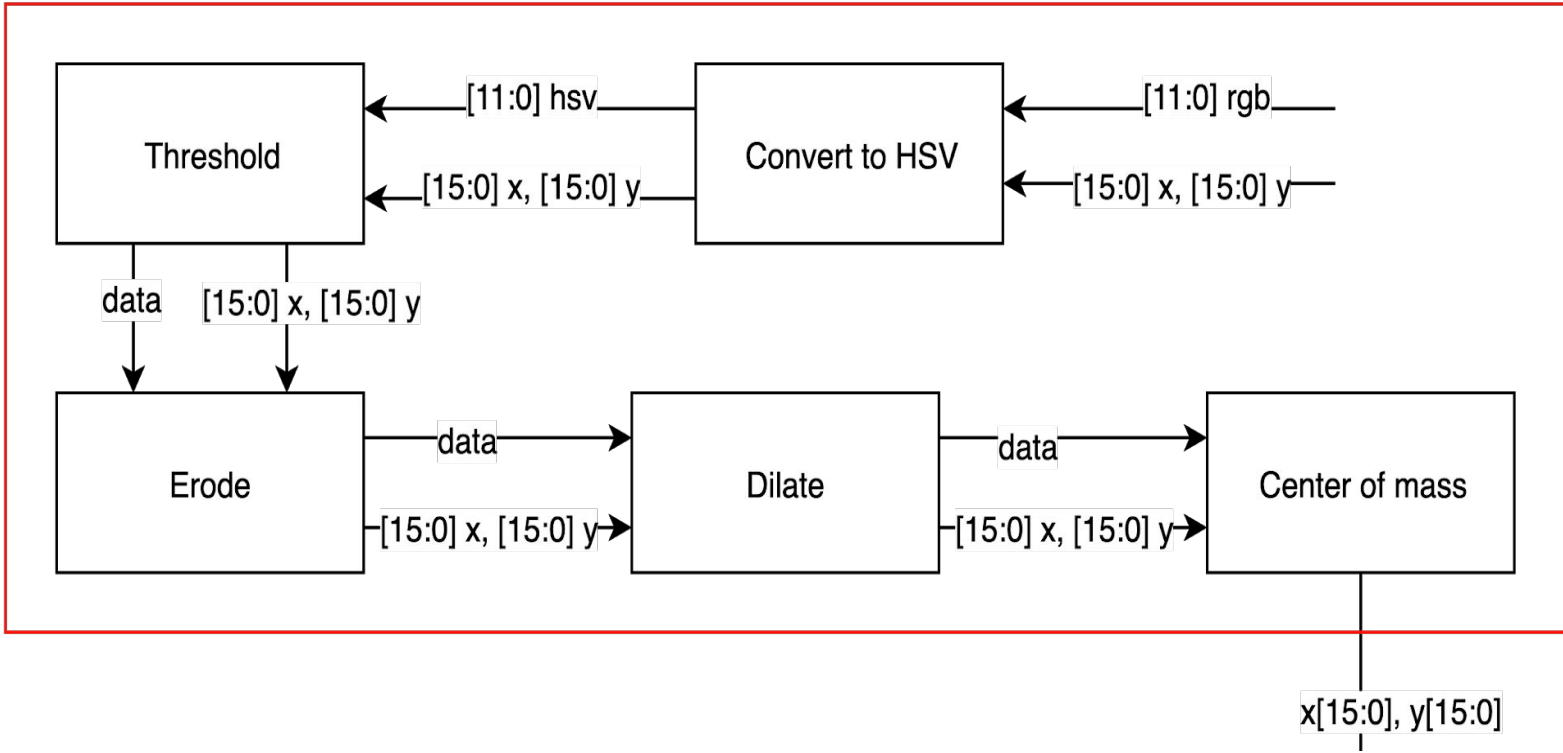 [11:0] hsv
[11:0] rgb
Threshold
Convert to HSV
[15:0] x, [15:0] y
[15:0] x, [15:0] y
data
[15:0] x, [15:0] y
data
data
Erode
Dilate
Center of mass
[15:0] x, [15:0] y
[15:0] x, [15:0] y
x[15:0], y[15:0]